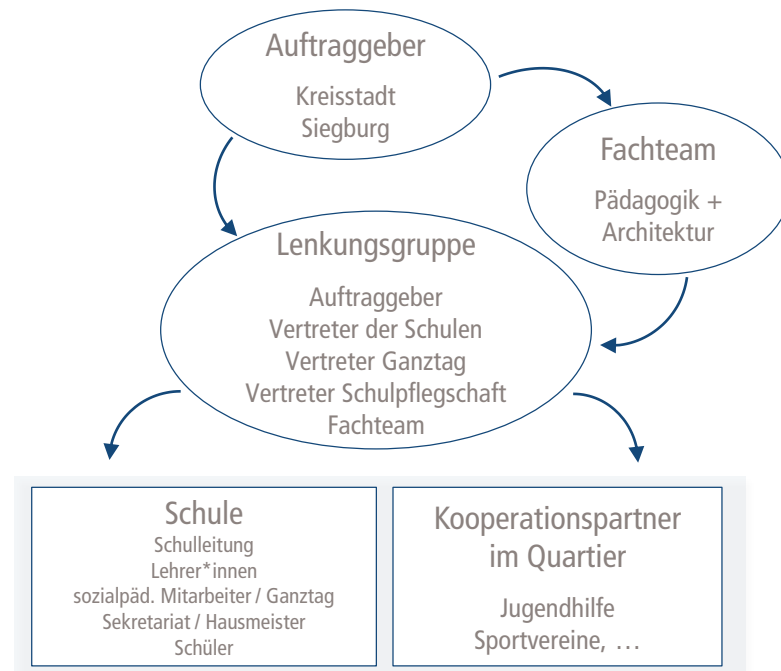 Auftraggeber
Kreisstadt
Siegburg
Fachteam
Pädagogik +
Architektur
Lenkungsgruppe
Auftraggeber
Vertreter der Schulen
Vertreter Ganztag
Vertreter Schulpflegschaft
Fachteam
Schule
Schulleitung
Lehrer*innen
sozialpäd. Mitarbeiter / Ganztag
Sekretariat / Hausmeister
Schüler
Kooperationspartner
im Quartier
Jugendhilfe
Sportvereine, …